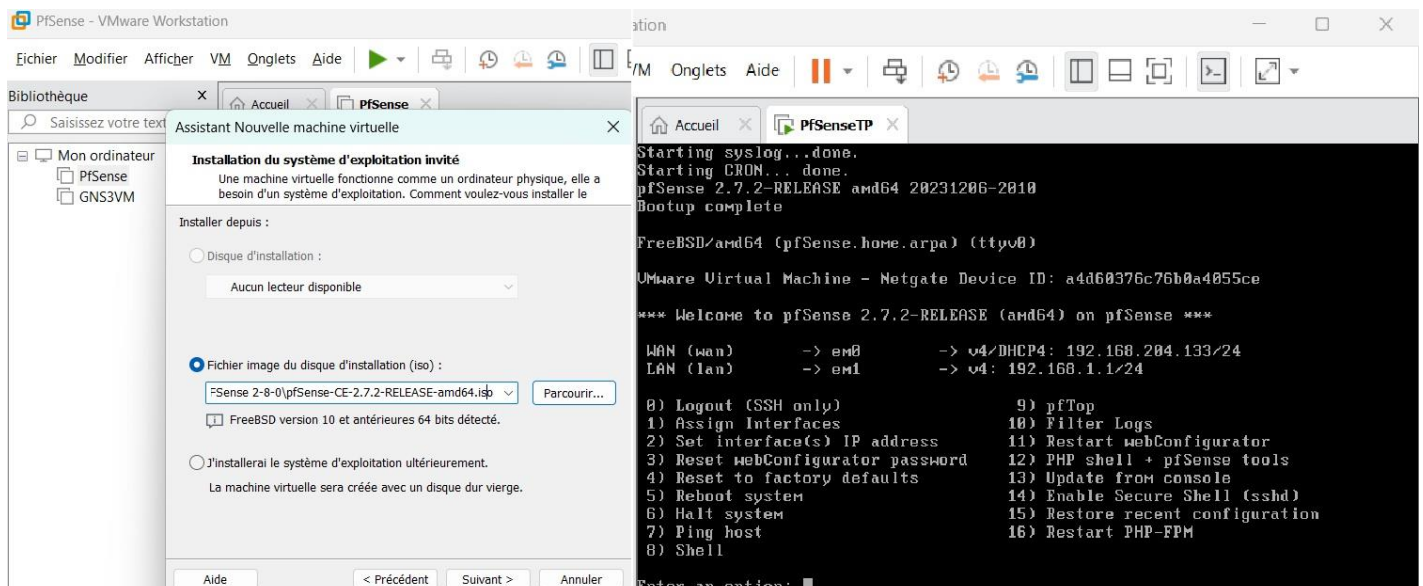 PfSense - VMware Workstation
Fichier Modifier Afficher VM Onglets Aide
Bibliothèque X
Accueil PfSense
Saisissez votre text
Mon ordinateur
PfSense
GNS3VM
Assistant Nouvelle machine virtuelle
Installation du système d'exploitation invité
Une machine virtuelle fonctionne comme un ordinateur physique, elle a
besoin d'un système d'exploitation. Comment voulez-vous installer le
Installer depuis :
Disque d'installation :
Aucun lecteur disponible
Fichier image du disque d'installation (iso) :
FSense 2-8-0\pfSense-CE-2.7.2-RELEASE-amd64.iso
Parcourir...
FreeBSD version 10 et antérieures 64 bits détecté.
J'installerai le système d'exploitation ultérieurement.
La machine virtuelle sera créée avec un disque dur vierge.
Aide < Précédent Suivant > Annuler
ation
VM Onglets Aide
Accueil PfSenseTP
Starting syslog...done.
Starting CRON... done.
pfSense 2.7.2-RELEASE amd64 20231206-2010
Bootup complete
FreeBSD/amd64 (pfSense.home.arpa) (ttyv0)
VMware Virtual Machine - Netgate Device ID: a4d60376c76b0a4055ce
*** Welcome to pfSense 2.7.2-RELEASE (amd64) on pfSense ***
WAN (wan) -> em0 -> v4/DHCP4: 192.168.204.133/24
LAN (lan) -> em1 -> v4: 192.168.1.1/24
0) Logout (SSH only) 9) pfTop
1) Assign Interfaces 10) Filter Logs
2) Set interface(s) IP address 11) Restart webConfigurator
3) Reset webConfigurator password 12) PHP shell + pfSense tools
4) Reset to factory defaults 13) Update from console
5) Reboot system 14) Enable Secure Shell (sshd)
6) Halt system 15) Restore recent configuration
7) Ping host 16) Restart PHP-FPM
8) Shell
Enter an option: